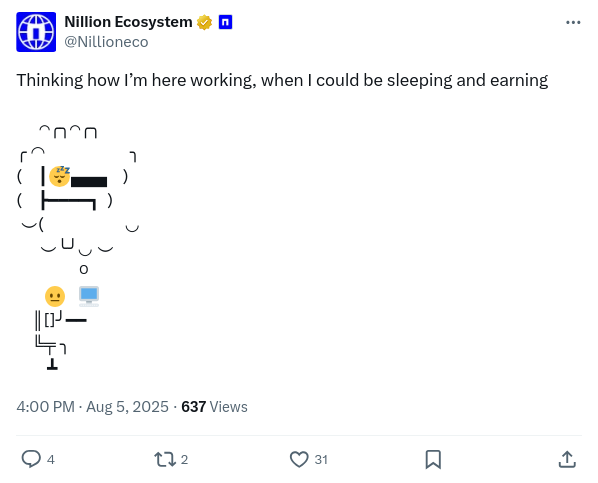 Nillion Ecosystem
@Nillioneco
Thinking how I’m here working, when I could be sleeping and earning
◠╭╮◠╭╮
╭◠ ╮
( ┃😴▄▄▄ )
( ┣━━━┓ )
‿( ◡
‿╰╯◡‿
o
😐 🖥️
║[]╯━━
╚╤╮
┻
4:00 PM · Aug 5, 2025 · 637 Views
4 2 31